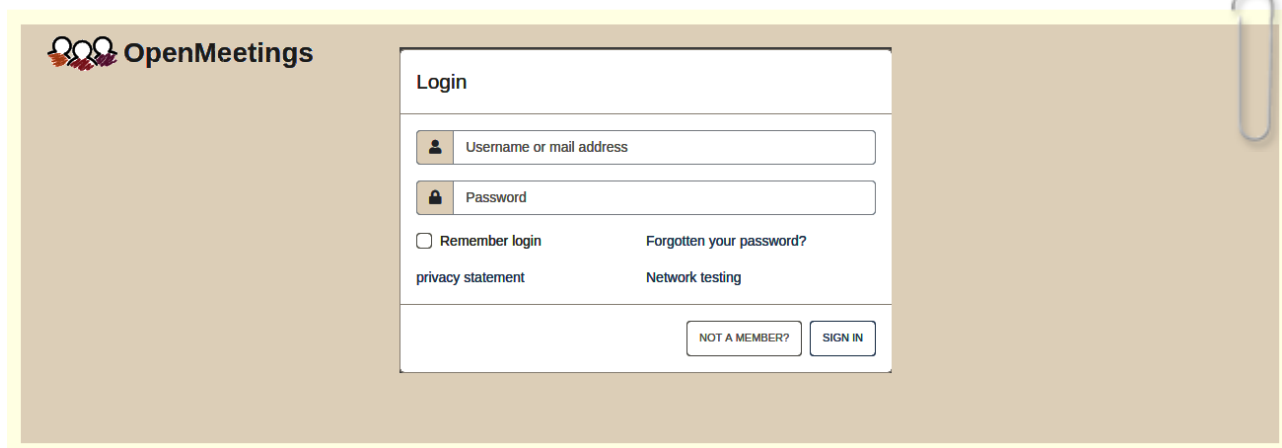 OpenMeetings
Login
Username or mail address
Password
Remember login
Forgotten your password?
privacy statement
Network testing
NOT A MEMBER?
SIGN IN